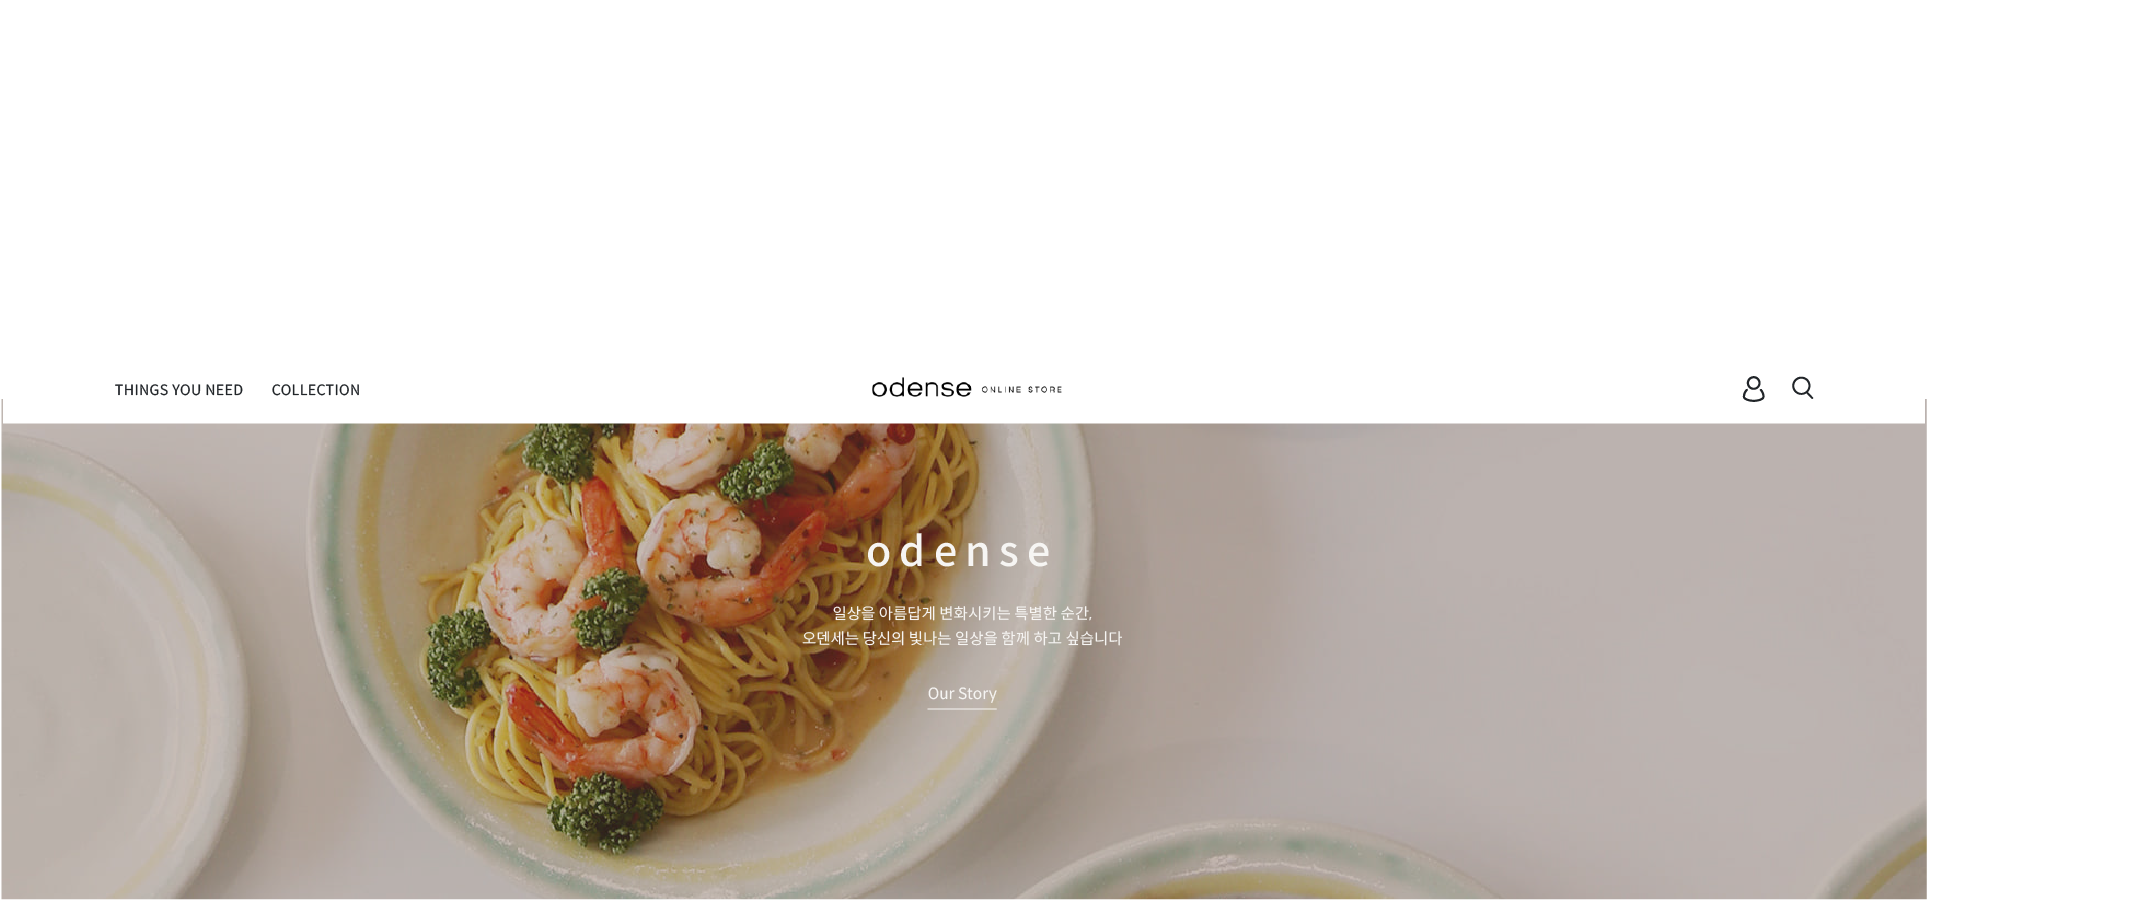 THINGS YOU NEED
COLLECTION
odense ONLINE STORE
odense
일상을 아름답게 변화시키는 특별한 순간,
오덴세는 당신의 빛나는 일상을 함께 하고 싶습니다
Our Story